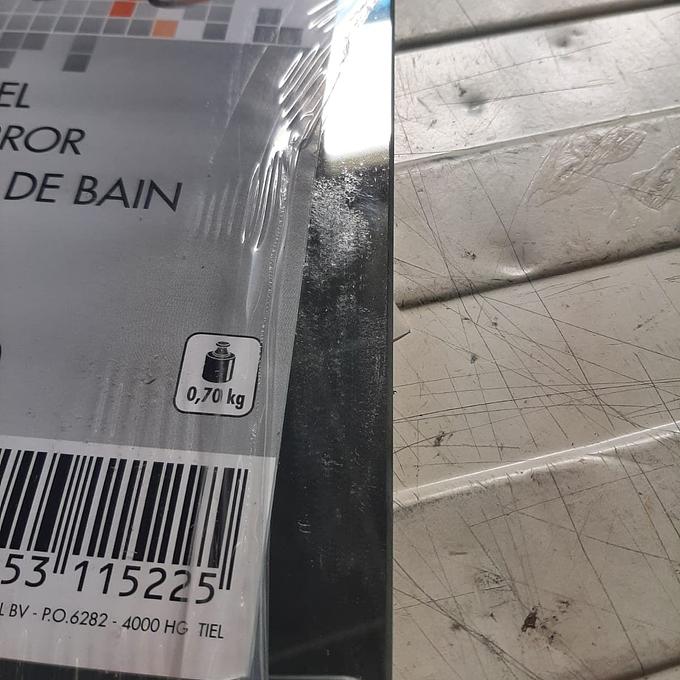 EL
ROR
DE BAIN
0,70 kg
53 115225
L BV - P.O.6282 - 4000 HG TIEL